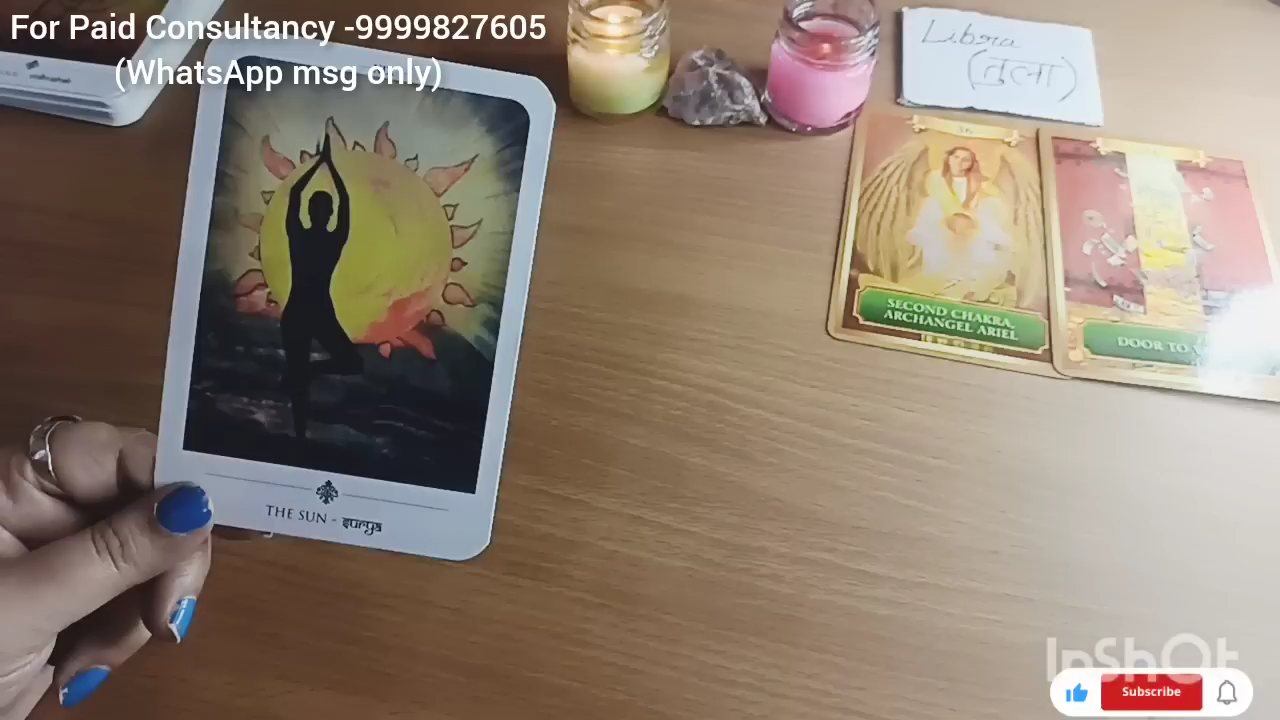 For Paid Consultancy -9999827605
(WhatsApp msg only)
Libra
(तुला)
36
SECOND CHAKRA,
ARCHANGEL ARIEL
DOOR TO
THE SUN - surya
InShOt
Subscribe